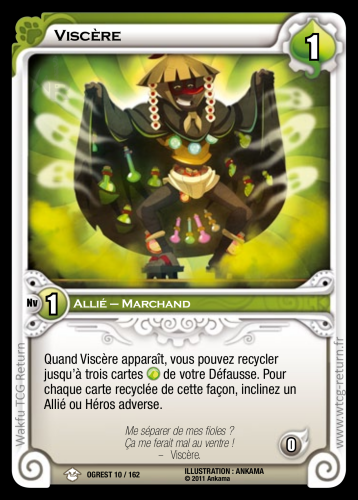 Viscère
1
Nv 1 Allié – Marchand
Quand Viscère apparaît, vous pouvez recycler
jusqu'à trois cartes de votre Défausse. Pour
chaque carte recyclée de cette façon, inclinez un
Allié ou Héros adverse.
Me séparer de mes fioles ?
Ça me ferait mal au ventre !
– Viscère.
0
OGREST 10 / 162
ILLUSTRATION : ANKAMA
© 2011 Ankama
Wakfu TCG Return
www.wtcg-return.fr